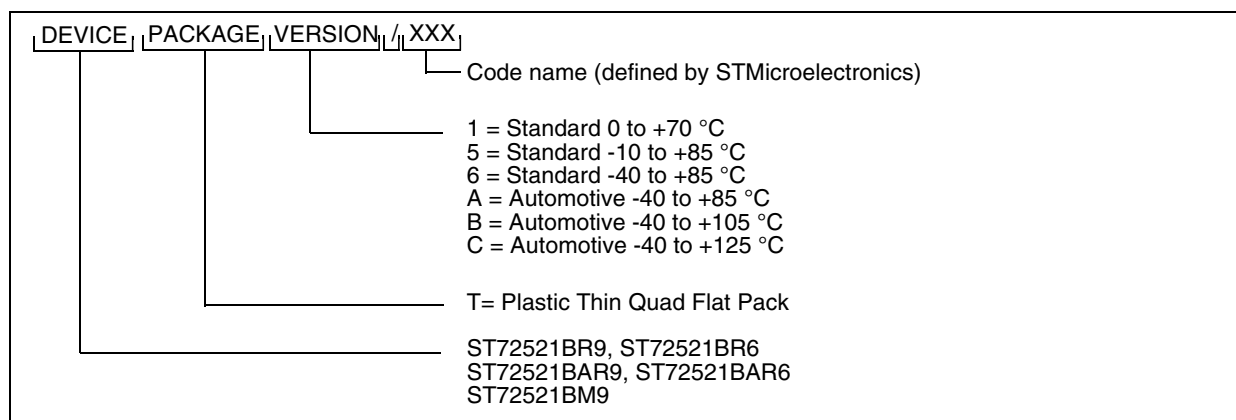 DEVICE PACKAGE VERSION / XXX
Code name (defined by STMicroelectronics)
1 = Standard 0 to +70 °C
5 = Standard -10 to +85 °C
6 = Standard -40 to +85 °C
A = Automotive -40 to +85 °C
B = Automotive -40 to +105 °C
C = Automotive -40 to +125 °C
T= Plastic Thin Quad Flat Pack
ST72521BR9, ST72521BR6
ST72521BAR9, ST72521BAR6
ST72521BM9